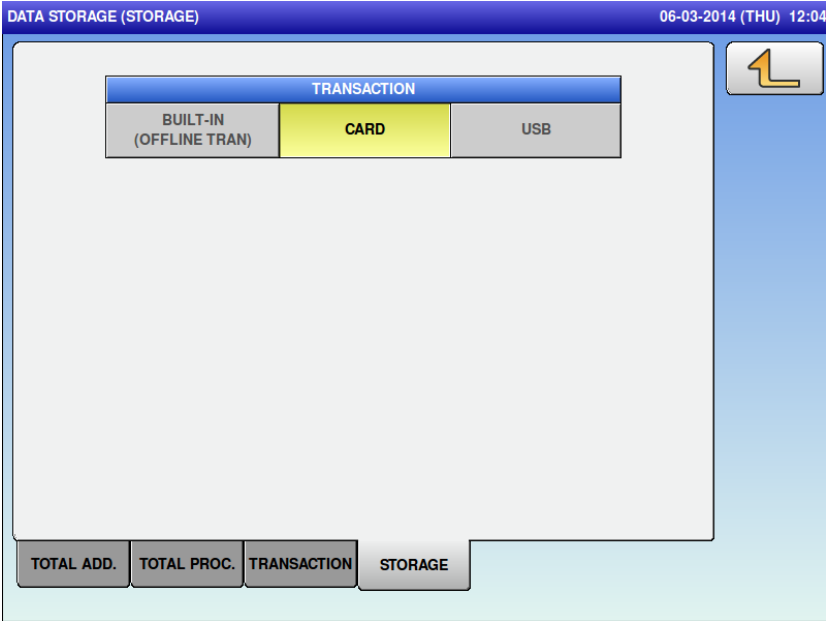 DATA STORAGE (STORAGE) 06-03-2014 (THU) 12:04
TRANSACTION
BUILT-IN
(OFFLINE TRAN)
CARD
USB
TOTAL ADD.
TOTAL PROC.
TRANSACTION
STORAGE